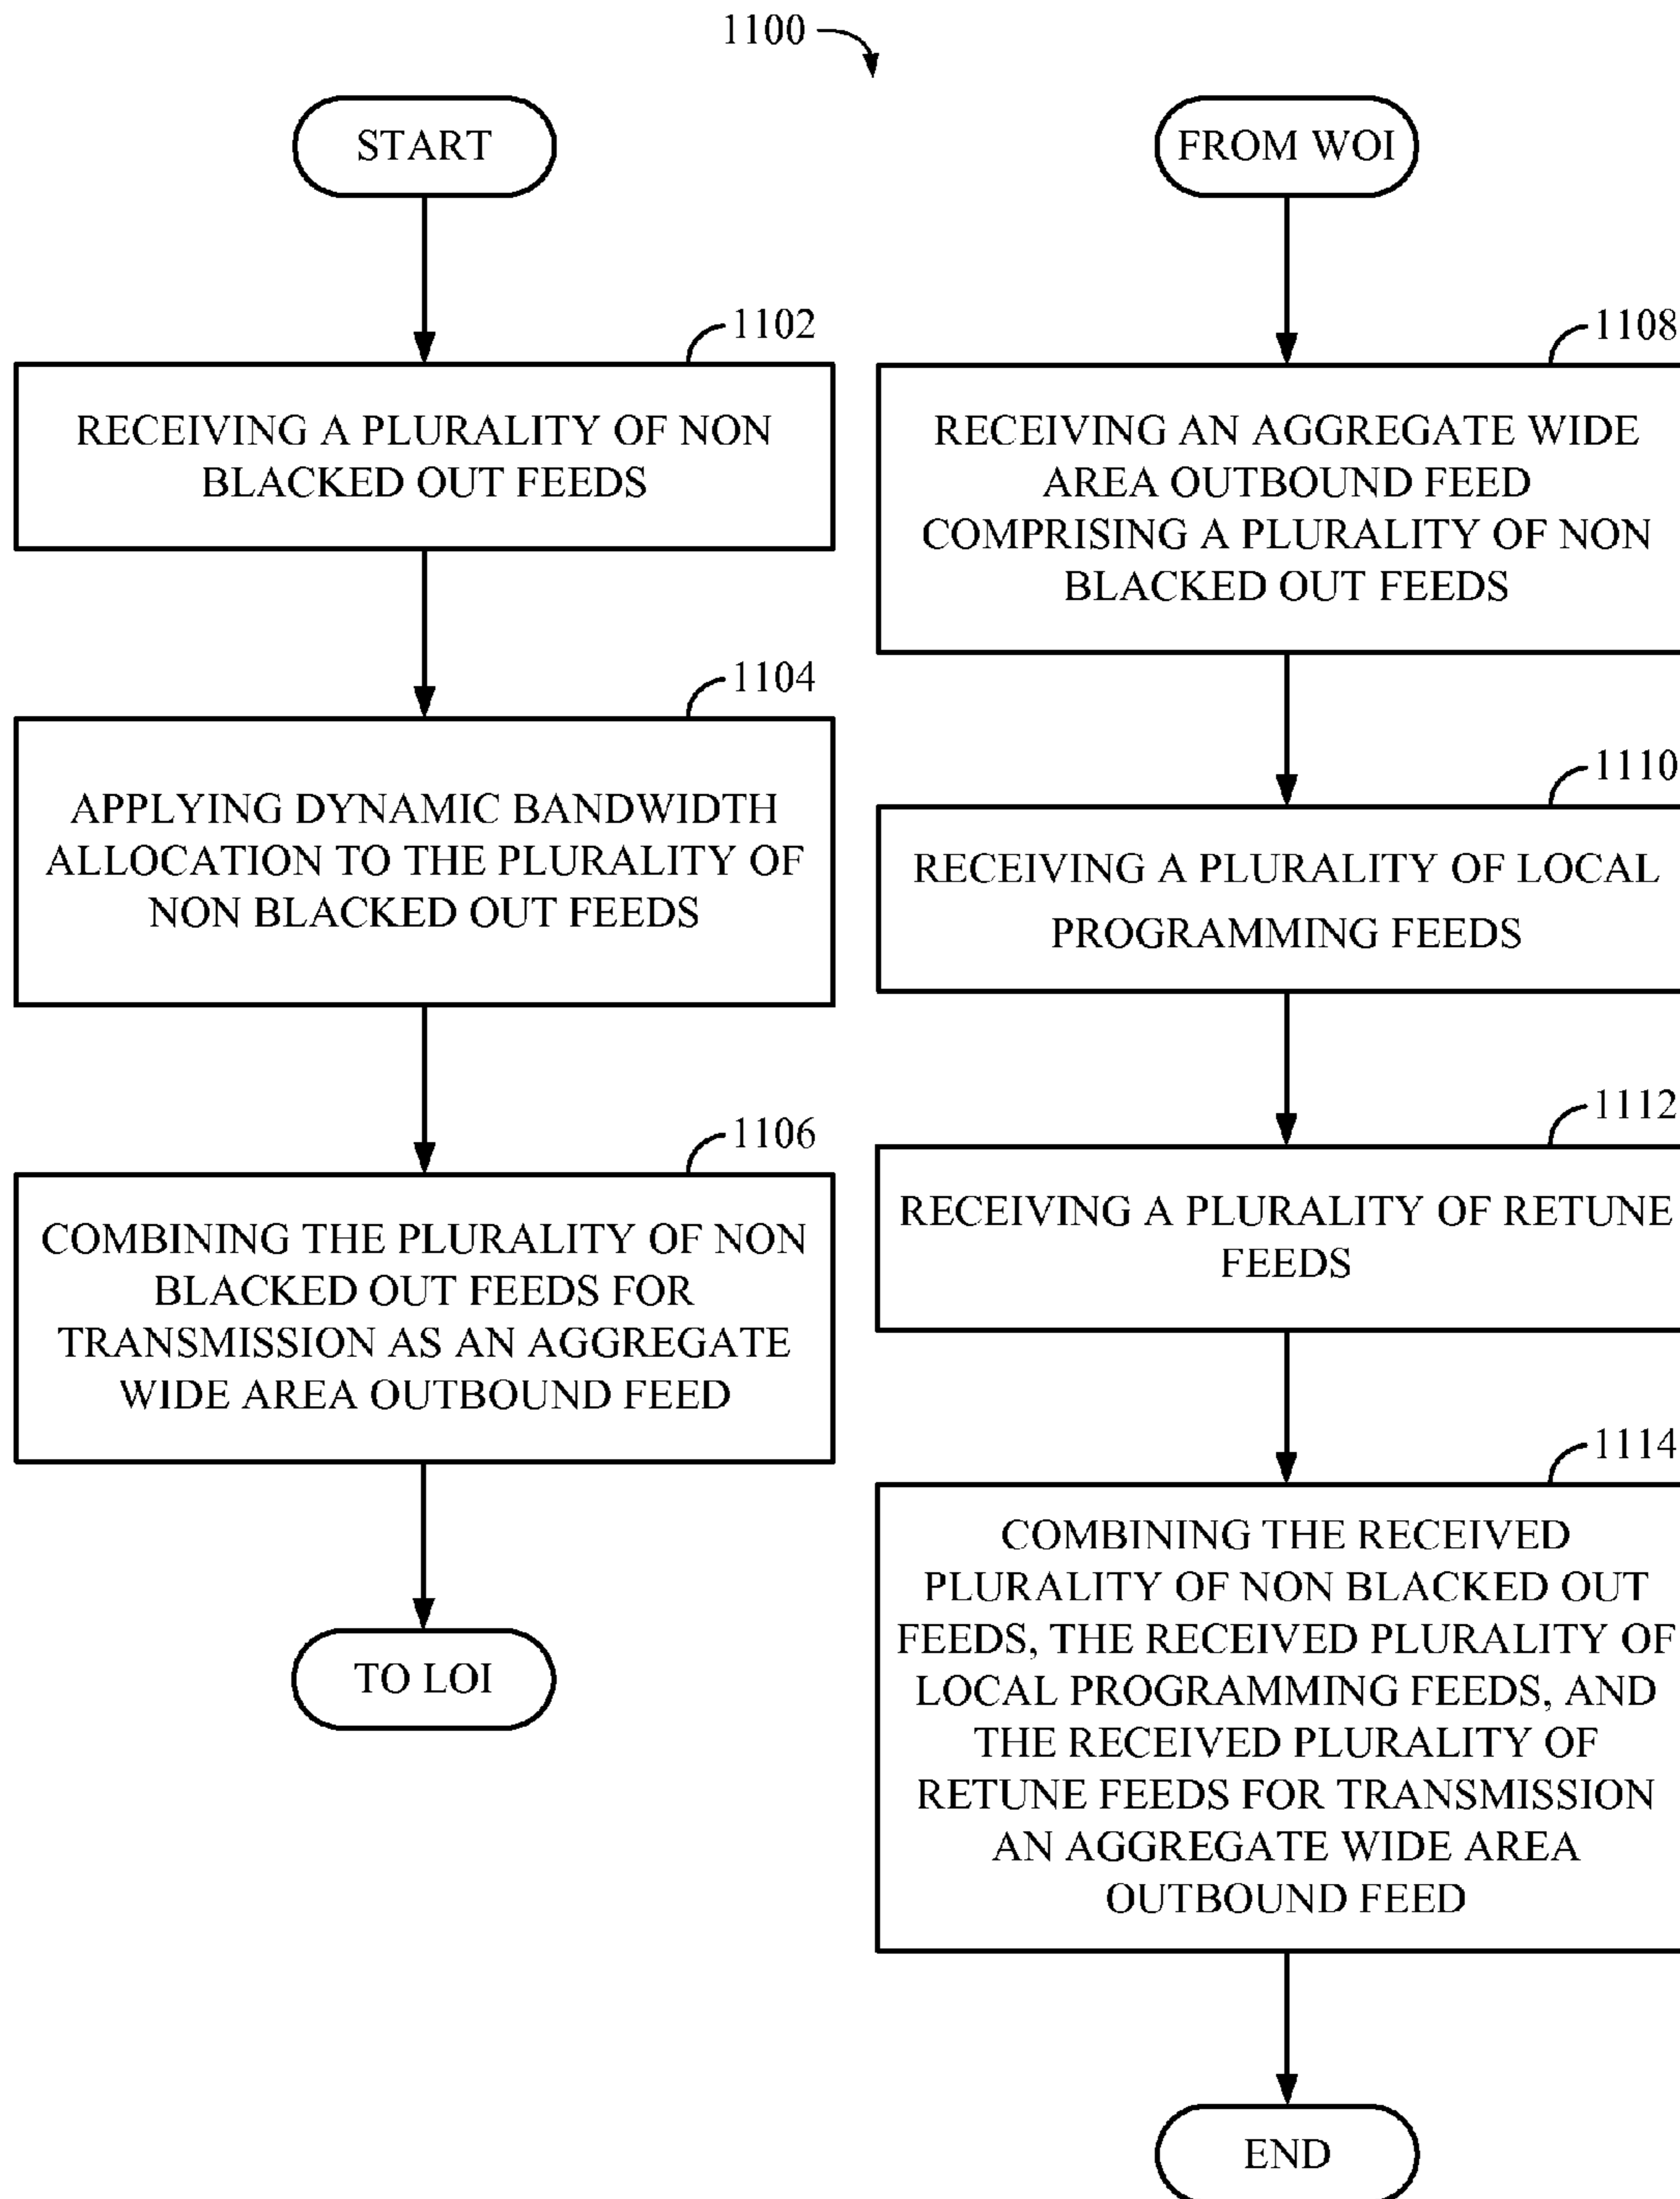 1100
START
1102
RECEIVING A PLURALITY OF NON
BLACKED OUT FEEDS
1104
APPLYING DYNAMIC BANDWIDTH
ALLOCATION TO THE PLURALITY OF
NON BLACKED OUT FEEDS
1106
COMBINING THE PLURALITY OF NON
BLACKED OUT FEEDS FOR
TRANSMISSION AS AN AGGREGATE
WIDE AREA OUTBOUND FEED
TO LOI
FROM WOI
1108
RECEIVING AN AGGREGATE WIDE
AREA OUTBOUND FEED
COMPRISING A PLURALITY OF NON
BLACKED OUT FEEDS
1110
RECEIVING A PLURALITY OF LOCAL
PROGRAMMING FEEDS
1112
RECEIVING A PLURALITY OF RETUNE
FEEDS
1114
COMBINING THE RECEIVED
PLURALITY OF NON BLACKED OUT
FEEDS, THE RECEIVED PLURALITY OF
LOCAL PROGRAMMING FEEDS, AND
THE RECEIVED PLURALITY OF
RETUNE FEEDS FOR TRANSMISSION
AN AGGREGATE WIDE AREA
OUTBOUND FEED
END